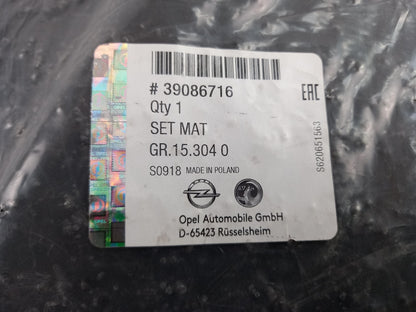 # 39086716
Qty 1
SET MAT
GR.15.304 0
S0918 MADE IN POLAND
Opel Automobile GmbH
D-65423 Rüsselsheim
EAC
S620651563